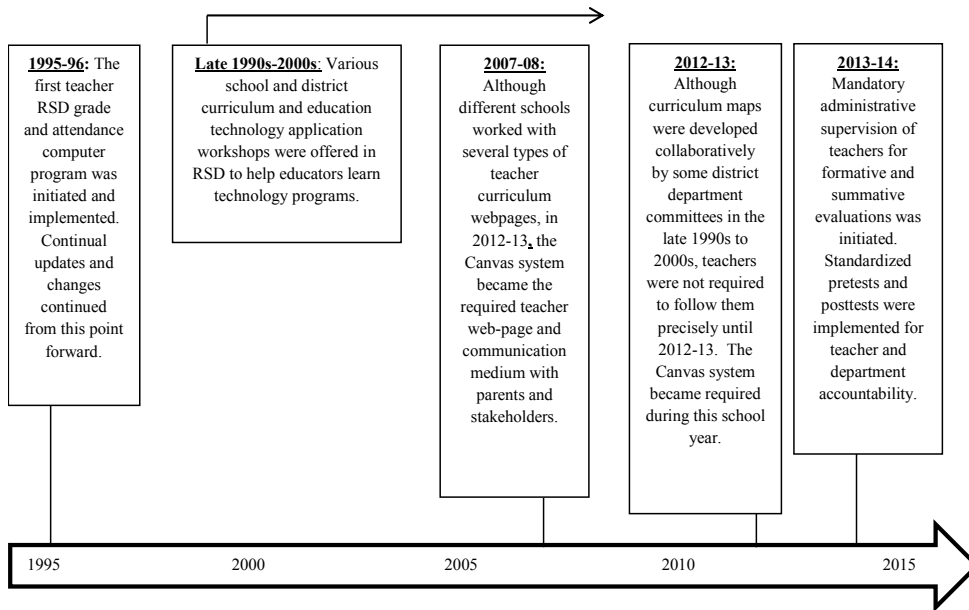 1995-96: The
first teacher
RSD grade
and attendance
computer
program was
initiated and
implemented.
Continual
updates and
changes
continued
from this point
forward.
Late 1990s-2000s: Various
school and district
curriculum and education
technology application
workshops were offered in
RSD to help educators learn
technology programs.
2007-08:
Although
different schools
worked with
several types of
teacher
curriculum
webpages, in
2012-13, the
Canvas system
became the
required teacher
web-page and
communication
medium with
parents and
stakeholders.
2012-13:
Although
curriculum maps
were developed
collaboratively
by some district
department
committees in the
late 1990s to
2000s, teachers
were not required
to follow them
precisely until
2012-13. The
Canvas system
became required
during this school
year.
2013-14:
Mandatory
administrative
supervision of
teachers for
formative and
summative
evaluations was
initiated.
Standardized
pretests and
posttests were
implemented for
teacher and
department
accountability.
1995 2000 2005 2010 2015